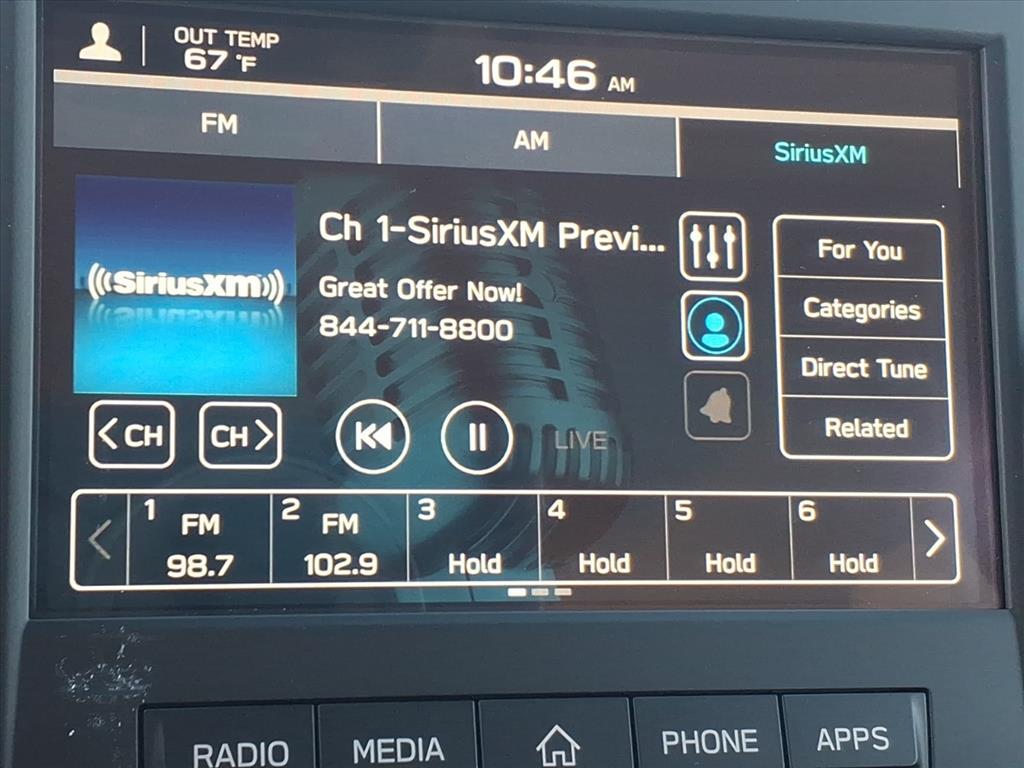 OUT TEMP
67 °F
10:46 AM
FM
AM
SiriusXM
SiriusXM
Ch 1-SiriusXM Previ...
Great Offer Now!
844-711-8800
For You
Categories
Direct Tune
Related
CH
CH
LIVE
1 FM 98.7
2 FM 102.9
3 Hold
4 Hold
5 Hold
6 Hold
RADIO
MEDIA
PHONE
APPS